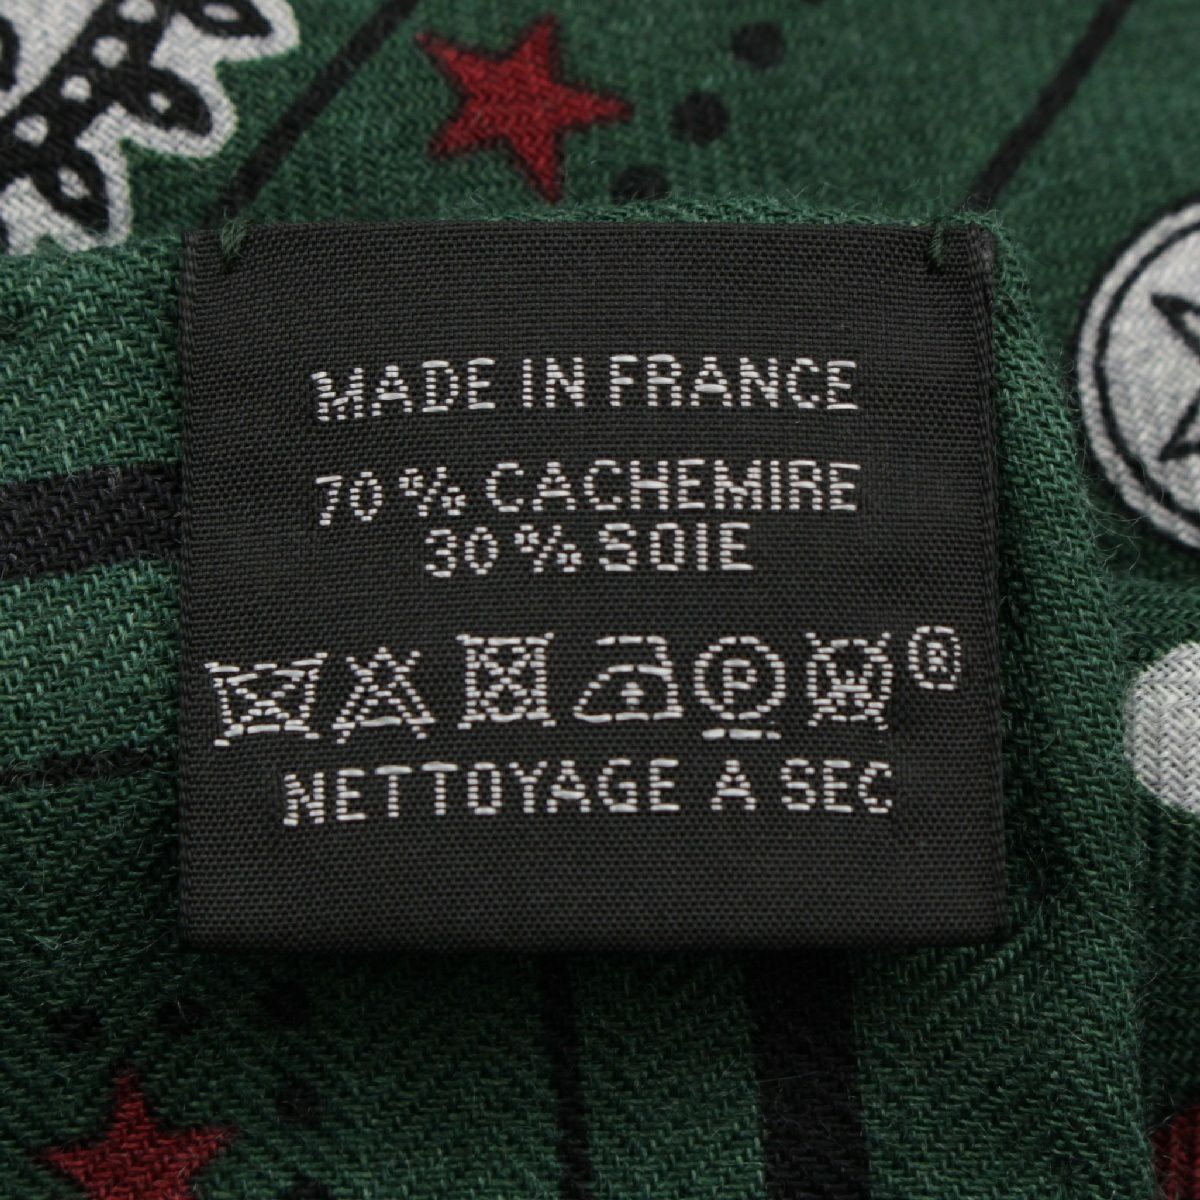 MADE IN FRANCE
70 % CACHEMIRE
30 % SOIE
P W ®
NETTOYAGE A SEC